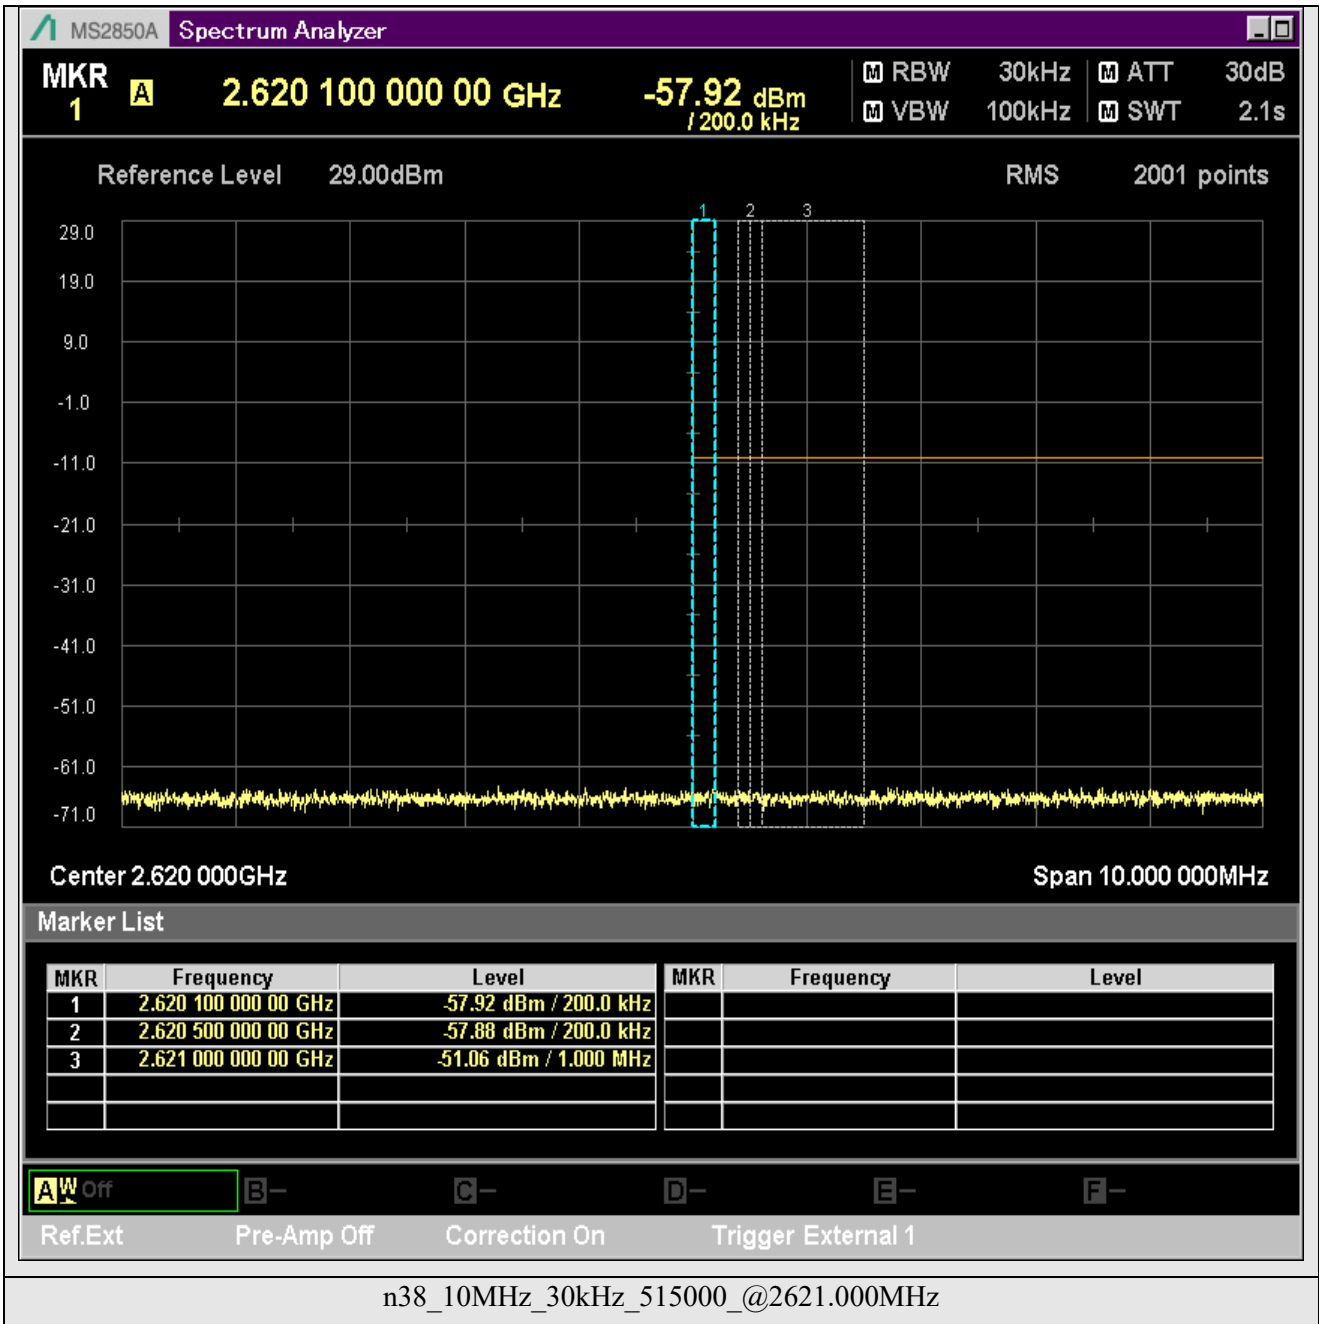 MS2850A Spectrum Analyzer
MKR 1 A 2.620 100 000 00 GHz -57.92 dBm / 200.0 kHz
M RBW 30kHz M ATT 30dB
M VBW 100kHz M SWT 2.1s
Reference Level 29.00dBm RMS 2001 points
1 2 3
29.0
19.0
9.0
-1.0
-11.0
-21.0
-31.0
-41.0
-51.0
-61.0
-71.0
Center 2.620 000GHz Span 10.000 000MHz
Marker List
MKR Frequency Level MKR Frequency Level
1 2.620 100 000 00 GHz -57.92 dBm / 200.0 kHz
2 2.620 500 000 00 GHz -57.88 dBm / 200.0 kHz
3 2.621 000 000 00 GHz -51.06 dBm / 1.000 MHz
A W Off B- C- D- E- F-
Ref.Ext Pre-Amp Off Correction On Trigger External 1
n38_10MHz_30kHz_515000_@2621.000MHz